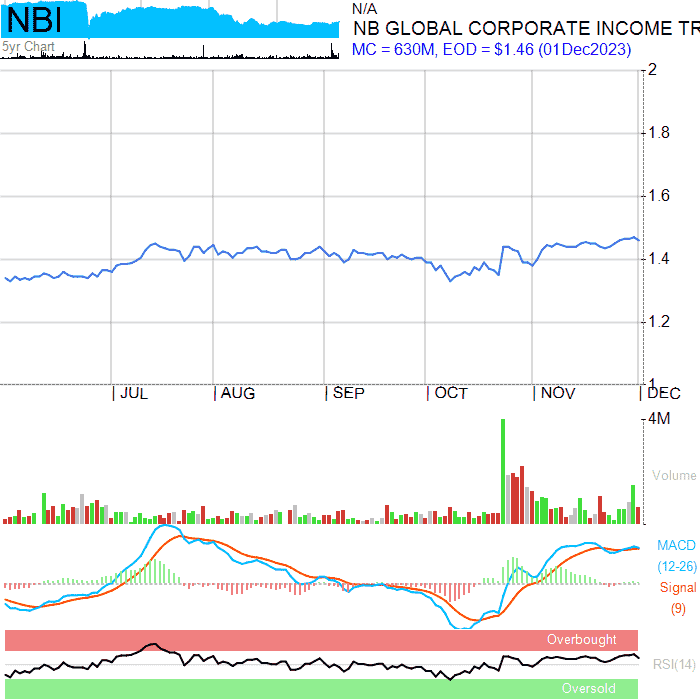 NBI
N/A
NB GLOBAL CORPORATE INCOME TR
5yr Chart
MC = 630M, EOD = $1.46 (01Dec2023)
2
1.8
1.6
1.4
1.2
1
JUL AUG SEP OCT NOV DEC
4M
Volume
MACD
(12-26)
Signal
(9)
Overbought
RSI(14)
Oversold